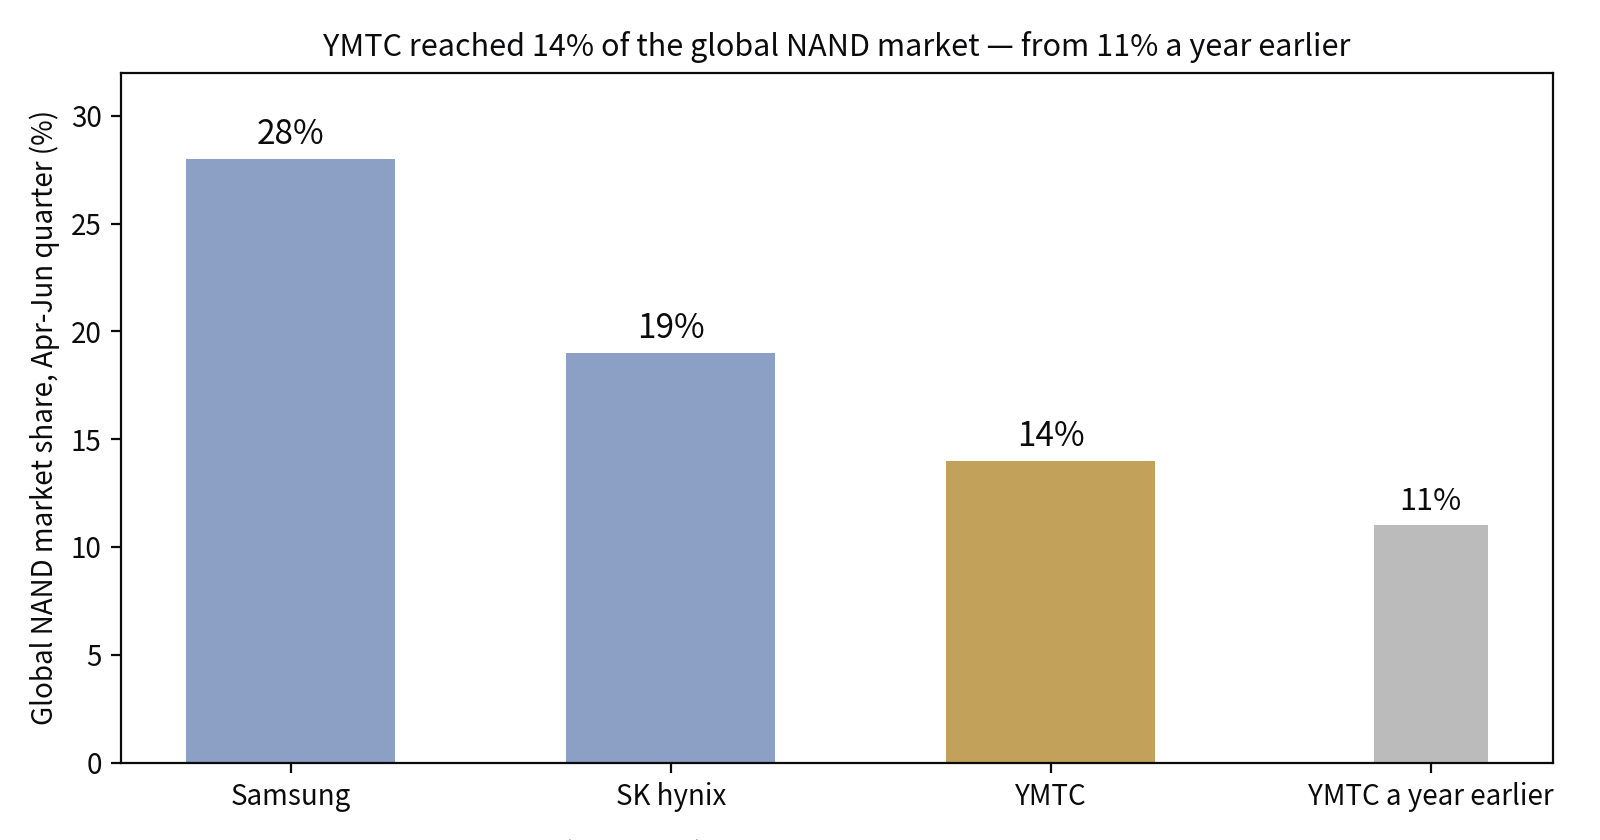 YMTC reached 14% of the global NAND market — from 11% a year earlier
Global NAND market share, Apr-Jun quarter (%)
30
25
20
15
10
5
0
28%
19%
14%
11%
Samsung
SK hynix
YMTC
YMTC a year earlier